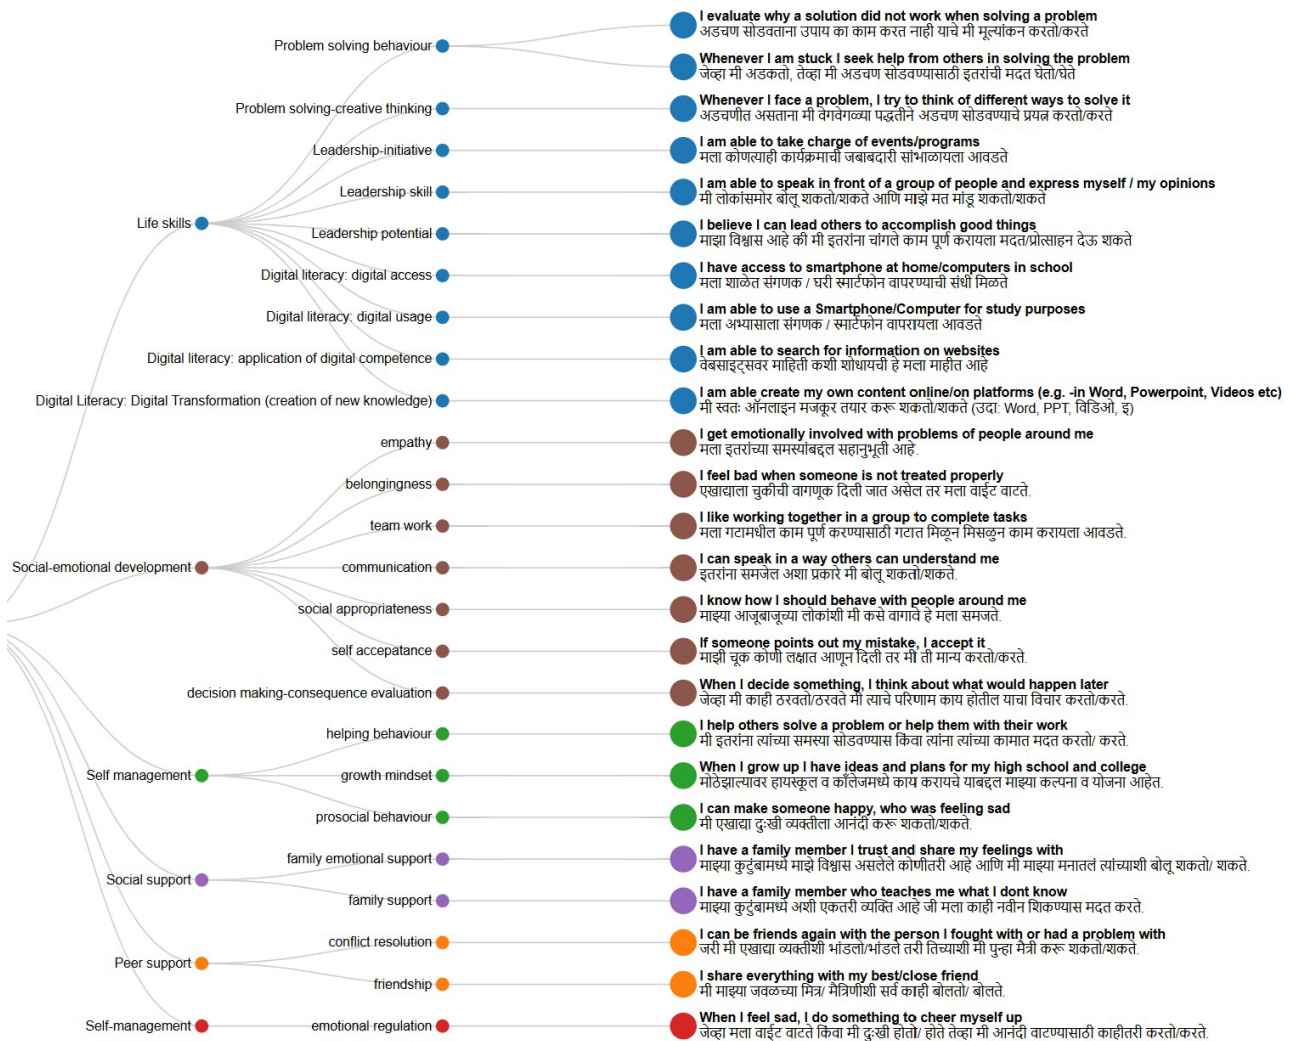 Life skills
Problem solving behaviour
I evaluate why a solution did not work when solving a problem
अडचण सोडवताना उपाय का काम करत नाही याचे मी मूल्यांकन करतो/करते
Whenever I am stuck I seek help from others in solving the problem
जेव्हा मी अडकतो, तेव्हा मी अडचण सोडवण्यासाठी इतरांची मदत घेतो/घेते
Problem solving-creative thinking
Whenever I face a problem, I try to think of different ways to solve it
अडचणीत असताना मी वेगवेगळ्या पद्धतीने अडचण सोडवण्याचे प्रयत्न करतो/करते
Leadership-initiative
I am able to take charge of events/programs
मला कोणत्याही कार्यक्रमाची जबाबदारी सांभाळायला आवडते
Leadership skill
I am able to speak in front of a group of people and express myself / my opinions
मी लोकांसमोर बोलू शकतो/शकते आणि माझे मत मांडू शकतो/शकते
Leadership potential
I believe I can lead others to accomplish good things
माझा विश्वास आहे की मी इतरांना चांगले काम पूर्ण करायला मदत/प्रोत्साहन देऊ शकते
Digital literacy: digital access
I have access to smartphone at home/computers in school
मला शाळेत संगणक / घरी स्मार्टफोन वापरण्याची संधी मिळते
Digital literacy: digital usage
I am able to use a Smartphone/Computer for study purposes
मला अभ्यासाला संगणक / स्मार्टफोन वापरायला आवडते
Digital literacy: application of digital competence
I am able to search for information on websites
वेबसाइट्सवर माहिती कशी शोधायची हे मला माहीत आहे
Digital Literacy: Digital Transformation (creation of new knowledge)
I am able create my own content online/on platforms (e.g. -in Word, Powerpoint, Videos etc)
मी स्वतः ऑनलाइन मजकूर तयार करू शकतो/शकते (उदा: Word, PPT, विडिओ, इ)
Social-emotional development
empathy
I get emotionally involved with problems of people around me
मला इतरांच्या समस्यांबद्दल सहानुभूती आहे.
belongingness
I feel bad when someone is not treated properly
एखाद्याला चुकीची वागणूक दिली जात असेल तर मला वाईट वाटते.
team work
I like working together in a group to complete tasks
मला गटामधील काम पूर्ण करण्यासाठी गटात मिळून मिसळुन काम करायला आवडते.
communication
I can speak in a way others can understand me
इतरांना समजेल अशा प्रकारे मी बोलू शकतो/शकते.
social appropriateness
I know how I should behave with people around me
माझ्या आजूबाजूच्या लोकांशी मी कसे वागावे हे मला समजते.
self accepatance
If someone points out my mistake, I accept it
माझी चूक कोणी लक्षात आणून दिली तर मी ती मान्य करतो/करते.
decision making-consequence evaluation
When I decide something, I think about what would happen later
जेव्हा मी काही ठरवतो/ठरवते मी त्याचे परिणाम काय होतील याचा विचार करतो/करते.
Self management
helping behaviour
I help others solve a problem or help them with their work
मी इतरांना त्यांच्या समस्या सोडवण्यास किंवा त्यांना त्यांच्या कामात मदत करतो/ करते.
growth mindset
When I grow up I have ideas and plans for my high school and college
मोठेझाल्यावर हायस्कूल व कॉलेजमध्ये काय करायचे याबद्दल माझ्या कल्पना व योजना आहेत.
prosocial behaviour
I can make someone happy, who was feeling sad
मी एखाद्या दुःखी व्यक्तीला आनंदी करू शकतो/शकते.
Social support
family emotional support
I have a family member I trust and share my feelings with
माझ्या कुटुंबामध्ये माझे विश्वास असलेले कोणीतरी आहे आणि मी माझ्या मनातलं त्यांच्याशी बोलू शकतो/ शकते.
family support
I have a family member who teaches me what I dont know
माझ्या कुटुंबामध्ये अशी एकतरी व्यक्ति आहे जी मला काही नवीन शिकण्यास मदत करते.
Peer support
conflict resolution
I can be friends again with the person I fought with or had a problem with
जरी मी एखाद्या व्यक्तीशी भांडलो/भांडले तरी तिच्याशी मी पुन्हा मैत्री करू शकतो/शकते.
friendship
I share everything with my best/close friend
मी माझ्या जवळच्या मित्र/ मैत्रिणीशी सर्व काही बोलतो/ बोलते.
Self-management
emotional regulation
When I feel sad, I do something to cheer myself up
जेव्हा मला वाईट वाटते किंवा मी दुःखी होतो/ होते तेव्हा मी आनंदी वाटण्यासाठी काहीतरी करतो/करते.